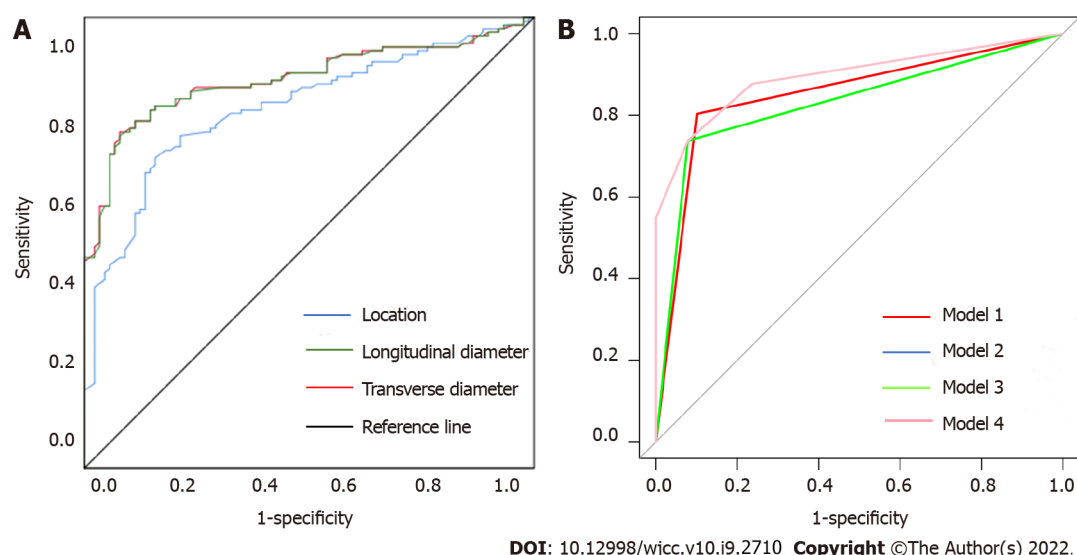 A
Sensitivity
1.0
0.8
0.6
0.4
0.2
0.0
Location
Longitudinal diameter
Transverse diameter
Reference line
0.0 0.2 0.4 0.6 0.8 1.0
1-specificity
B
Sensitivity
1.0
0.8
0.6
0.4
0.2
0.0
Model 1
Model 2
Model 3
Model 4
0.0 0.2 0.4 0.6 0.8 1.0
1-specificity
DOI: 10.12998/wjcc.v10.i9.2710 Copyright ©The Author(s) 2022.